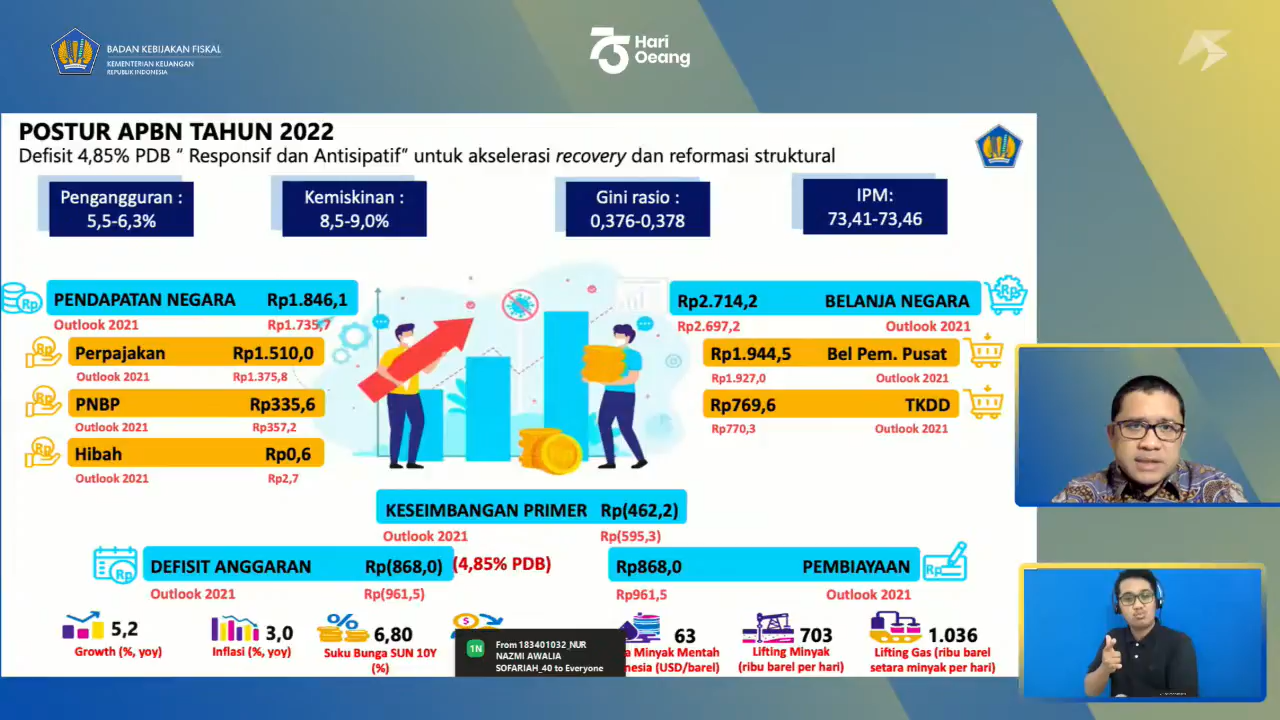 BADAN KEBIJAKAN FISKAL
KEMENTERIAN KEUANGAN
REPUBLIK INDONESIA
75 Hari
Oeang
POSTUR APBN TAHUN 2022
Defisit 4,85% PDB “ Responsif dan Antisipatif” untuk akselerasi recovery dan reformasi struktural
Pengangguran :
5,5-6,3%
Kemiskinan :
8,5-9,0%
Gini rasio :
0,376-0,378
IPM:
73,41-73,46
PENDAPATAN NEGARA Rp1.846,1
Outlook 2021 Rp1.735,7
Perpajakan Rp1.510,0
Outlook 2021 Rp1.375,8
PNBP Rp335,6
Outlook 2021 Rp357,2
Hibah Rp0,6
Outlook 2021 Rp2,7
Rp2.714,2 BELANJA NEGARA
Rp2.697,2 Outlook 2021
Rp1.944,5 Bel Pem. Pusat
Rp1.927,0 Outlook 2021
Rp769,6 TKDD
Rp770,3 Outlook 2021
KESEIMBANGAN PRIMER Rp(462,2)
Outlook 2021 Rp(595,3)
DEFISIT ANGGARAN Rp(868,0) (4,85% PDB)
Outlook 2021 Rp(961,5)
Rp868,0 PEMBIAYAAN
Rp961,5 Outlook 2021
5,2
Growth (%, yoy)
3,0
Inflasi (%, yoy)
6,80
Suku Bunga SUN 10Y
(%)
1N
From 183401032_NUR
NAZMI AWALIA
SOFARIAH_40 to Everyone
63
Minyak Mentah
(USD/barel)
703
Lifting Minyak
(ribu barel per hari)
1.036
Lifting Gas (ribu barel
setara minyak per hari)